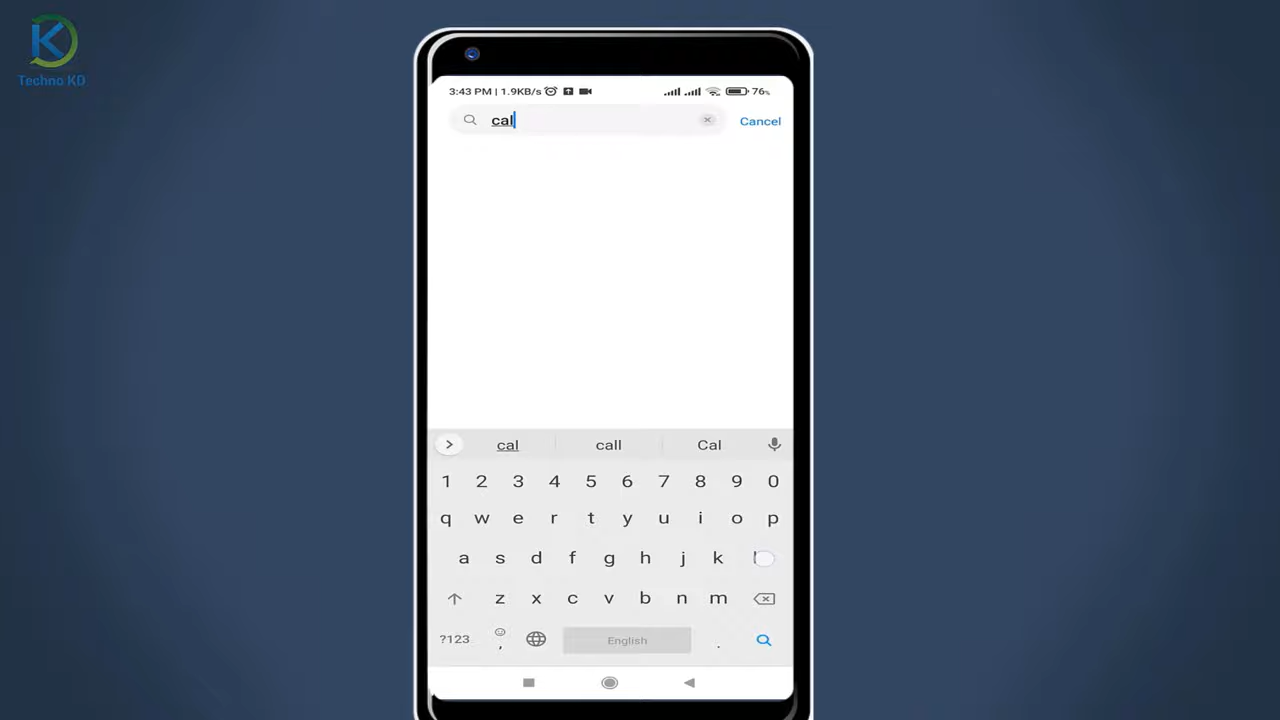 Techno KD
3:43 PM | 1.9KB/s 76%
cal
Cancel
cal call Cal
1 2 3 4 5 6 7 8 9 0
q w e r t y u i o p
a s d f g h j k l
z x c v b n m
?123 , English .